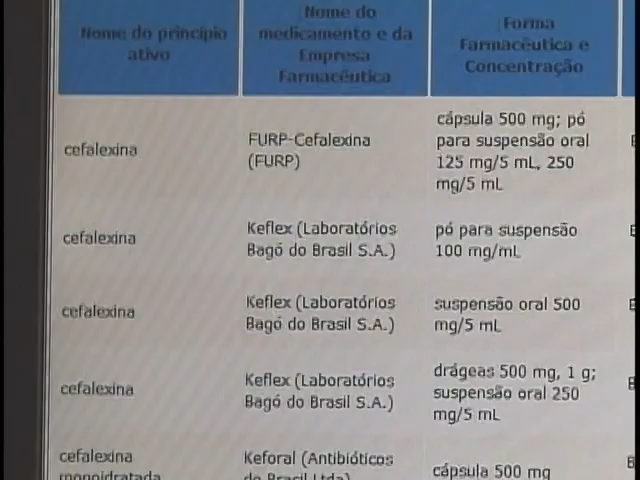 Nome do princípio
ativo
Nome do
medicamento e da
Empresa
Farmacêutica
Forma
Farmacêutica e
Concentração
cefalexina
FURP-Cefalexina
(FURP)
cápsula 500 mg; pó
para suspensão oral
125 mg/5 mL, 250
mg/5 mL
cefalexina
Keflex (Laboratórios
Bagó do Brasil S.A.)
pó para suspensão
100 mg/mL
cefalexina
Keflex (Laboratórios
Bagó do Brasil S.A.)
suspensão oral 500
mg/5 mL
cefalexina
Keflex (Laboratórios
Bagó do Brasil S.A.)
drágeas 500 mg, 1 g;
suspensão oral 250
mg/5 mL
cefalexina
monoidratada
Keforal (Antibióticos
do Brasil Ltda)
cápsula 500 mg